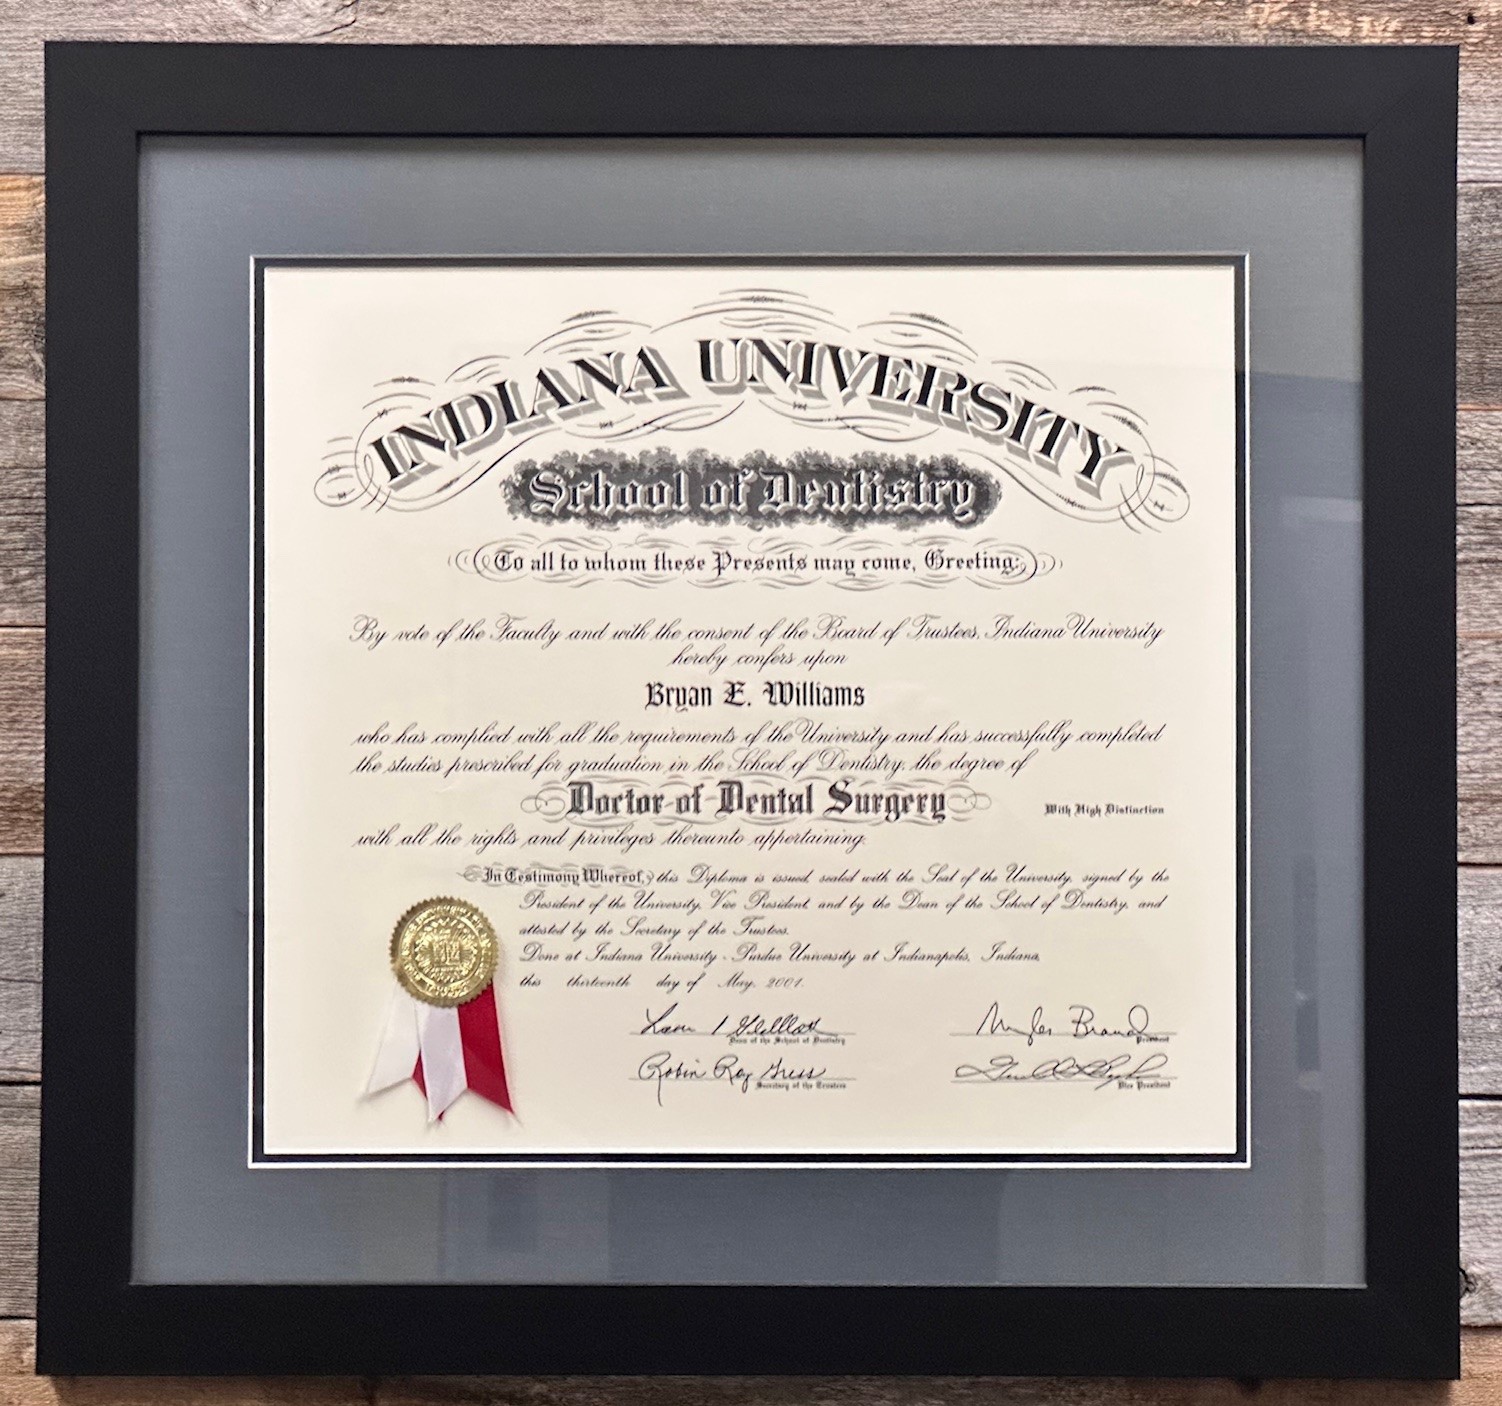 INDIANA UNIVERSITY
School of Dentistry
To all to whom these Presents may come, Greeting:
By vote of the Faculty and with the consent of the Board of Trustees, Indiana University
hereby confers upon
Bryan E. Williams
who has complied with all the requirements of the University and has successfully completed
the studies prescribed for graduation in the School of Dentistry, the degree of
Doctor of Dental Surgery
With High Distinction
with all the rights and privileges thereunto appertaining.
In Testimony Whereof, this Diploma is issued, sealed with the Seal of the University, signed by the
President of the University, Vice President, and by the Dean of the School of Dentistry, and
attested by the Secretary of the Trustees.
Done at Indiana University - Purdue University at Indianapolis, Indiana,
this thirteenth day of May, 2001.
Myles Brand
Dean of the School of Dentistry
President
Robin Roy Gress
Secretary of the Trustees
Vice President